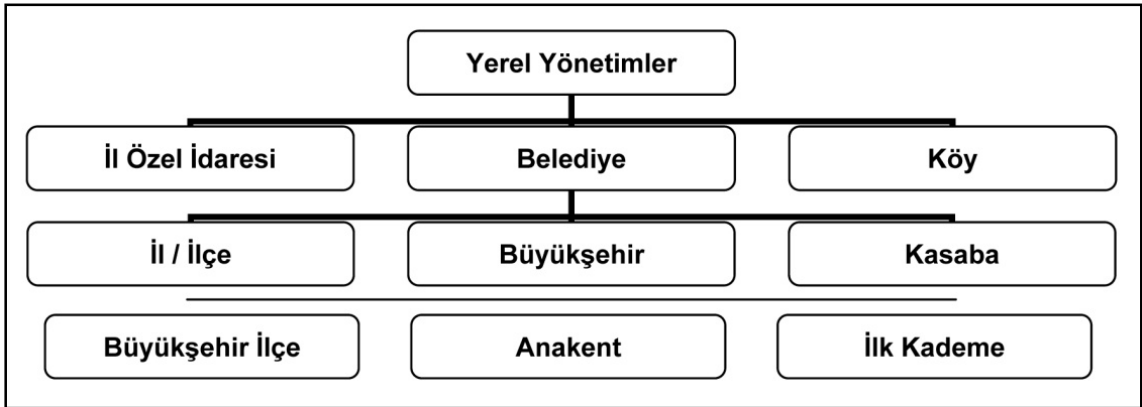 Yerel Yönetimler
İl Özel İdaresi
Belediye
Köy
İl / İlçe
Büyükşehir
Kasaba
Büyükşehir İlçe
Anakent
İlk Kademe